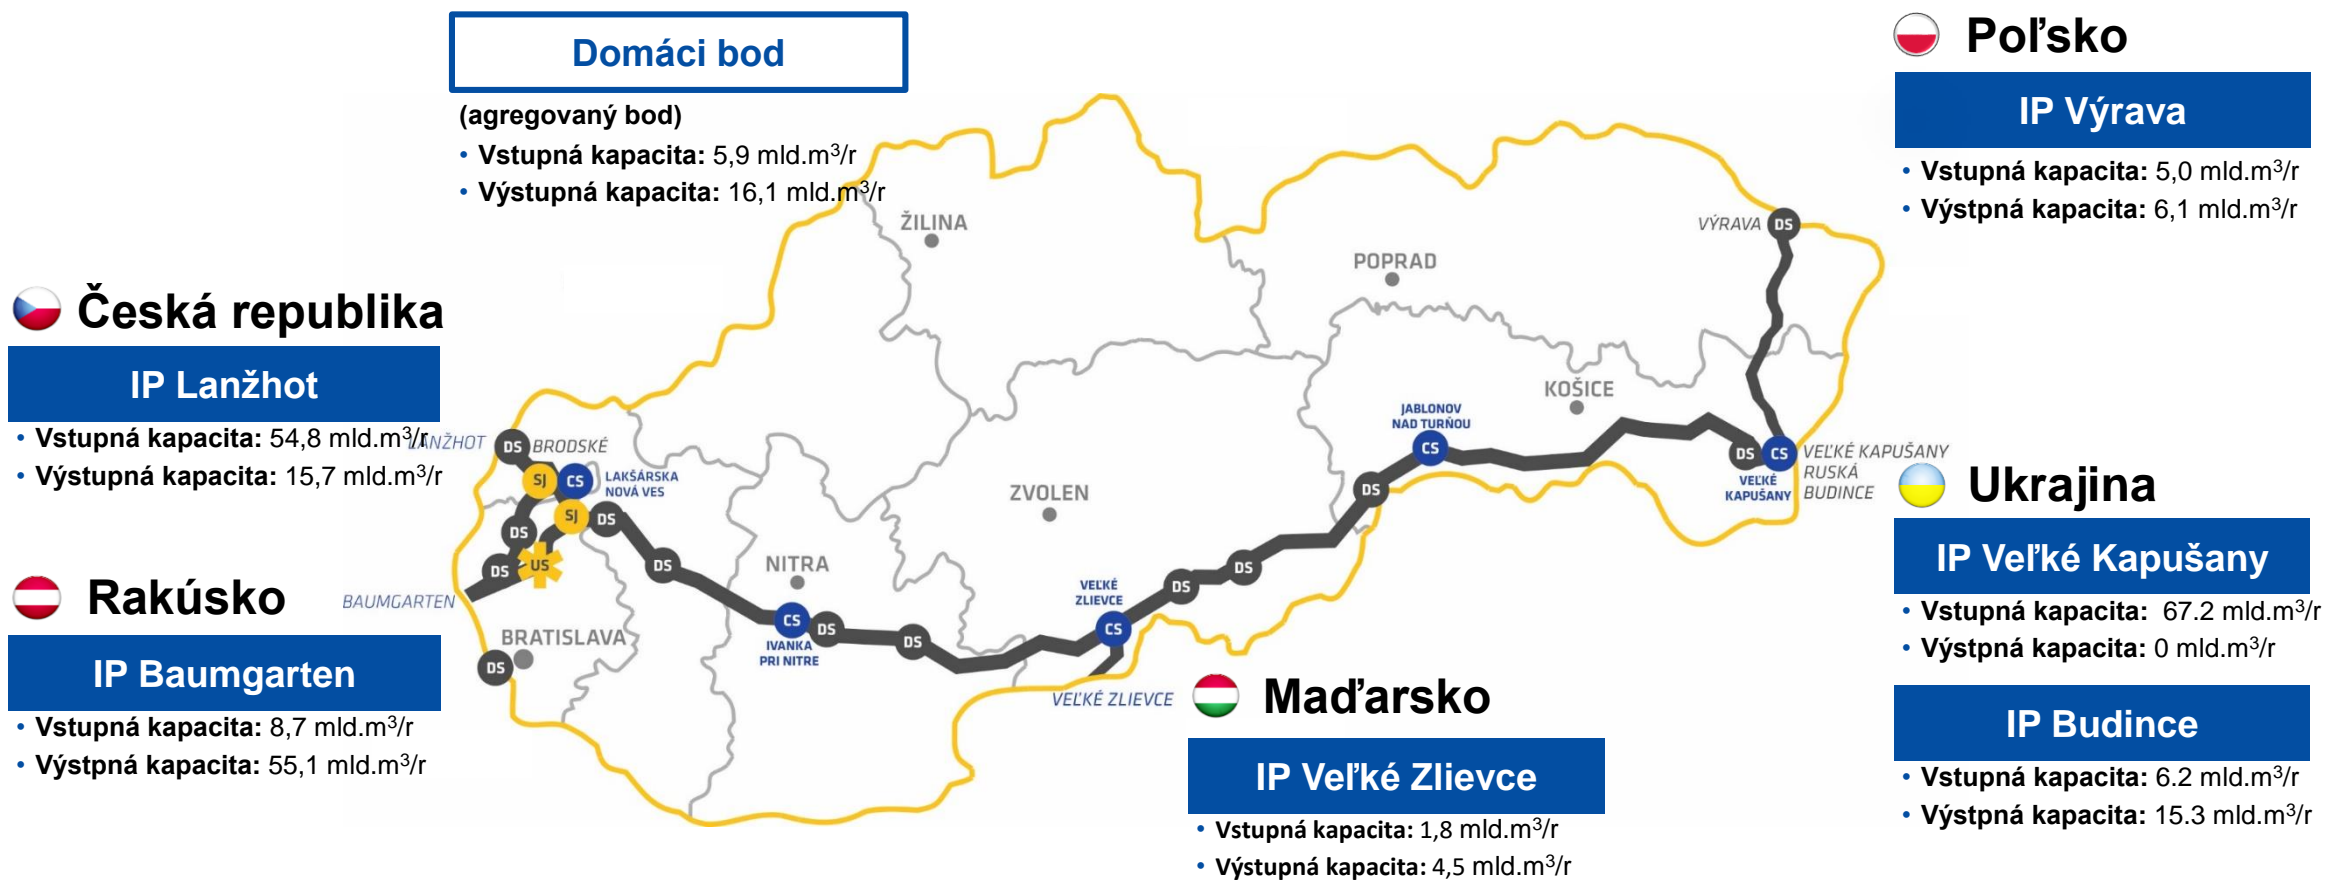 Domáci bod
(agregovaný bod)
• Vstupná kapacita: 5,9 mld.m³/r
• Výstupná kapacita: 16,1 mld.m³/r
Poľsko
IP Výrava
• Vstupná kapacita: 5,0 mld.m³/r
• Výstpná kapacita: 6,1 mld.m³/r
Česká republika
IP Lanžhot
• Vstupná kapacita: 54,8 mld.m³/r
• Výstupná kapacita: 15,7 mld.m³/r
Rakúsko
IP Baumgarten
• Vstupná kapacita: 8,7 mld.m³/r
• Výstpná kapacita: 55,1 mld.m³/r
ŽILINA
POPRAD
VÝRAVA
DS
KOŠICE
JABLONOV
NAD TURŇOU
CS
LANŽHOT
DS
BRODSKÉ
SJ
CS
LAKŠÁRSKA
NOVÁ VES
SJ
DS
DS
DS
US
DS
BAUMGARTEN
BRATISLAVA
DS
NITRA
CS
IVANKA
PRI NITRE
DS
DS
ZVOLEN
VEĽKÉ
ZLIEVCE
CS
DS
DS
DS
VEĽKÉ ZLIEVCE
DS
CS
VEĽKÉ
KAPUŠANY
VEĽKÉ KAPUŠANY
RUSKÁ
BUDINCE
Ukrajina
IP Veľké Kapušany
• Vstupná kapacita: 67.2 mld.m³/r
• Výstpná kapacita: 0 mld.m³/r
IP Budince
• Vstupná kapacita: 6.2 mld.m³/r
• Výstpná kapacita: 15.3 mld.m³/r
Maďarsko
IP Veľké Zlievce
• Vstupná kapacita: 1,8 mld.m³/r
• Výstupná kapacita: 4,5 mld.m³/r